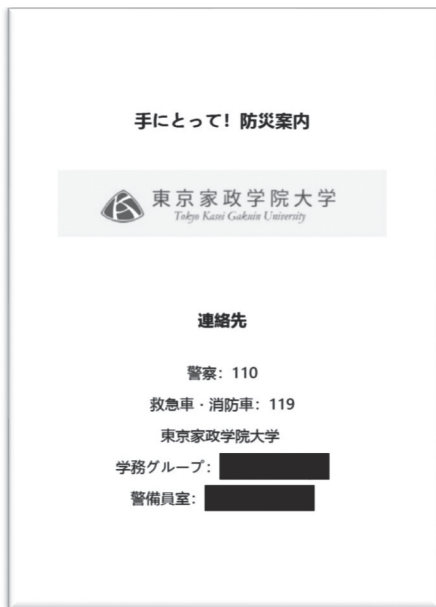 手にとって! 防災案内
東京家政学院大学
Tokyo Kasei Gakuin University
連絡先
警察: 110
救急車・消防車: 119
東京家政学院大学
学務グループ:
警備員室: